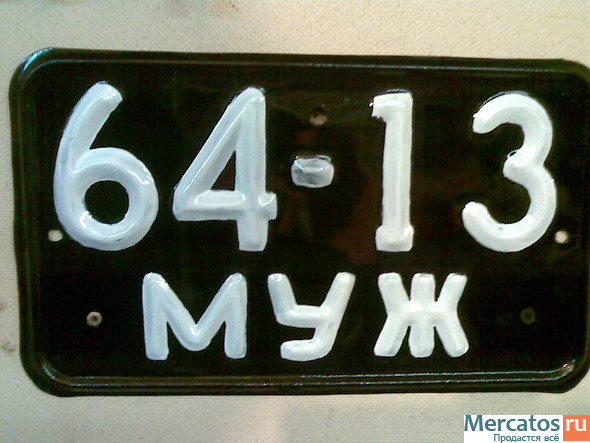 64-13
МУЖ
Mercatos.ru
Продастся всё